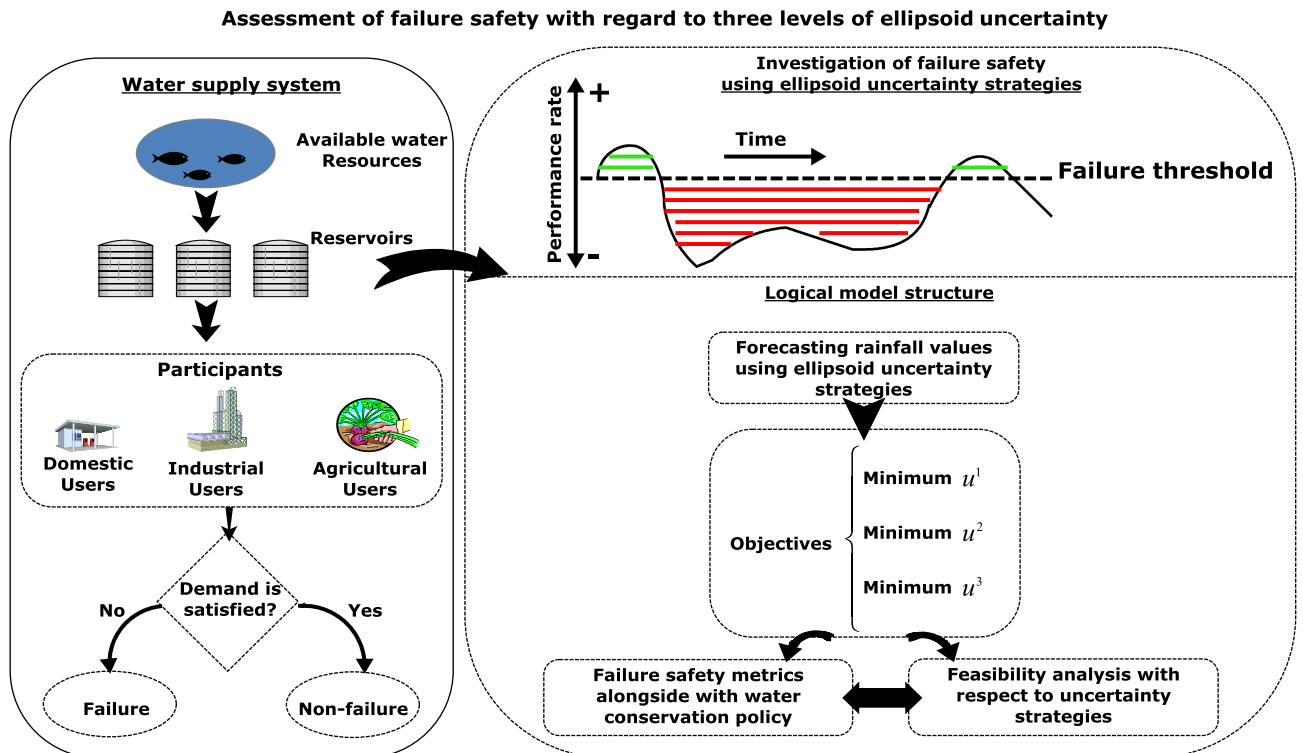 Assessment of failure safety with regard to three levels of ellipsoid uncertainty
Water supply system
Available water
Resources
Reservoirs
Participants
Domestic
Users
Industrial
Users
Agricultural
Users
Demand is
satisfied?
No
Yes
Failure
Non-failure
Investigation of failure safety
using ellipsoid uncertainty strategies
Performance rate
+
-
Time
Failure threshold
Logical model structure
Forecasting rainfall values
using ellipsoid uncertainty
strategies
Objectives
Minimum u¹
Minimum u²
Minimum u³
Failure safety metrics
alongside with water
conservation policy
Feasibility analysis with
respect to uncertainty
strategies